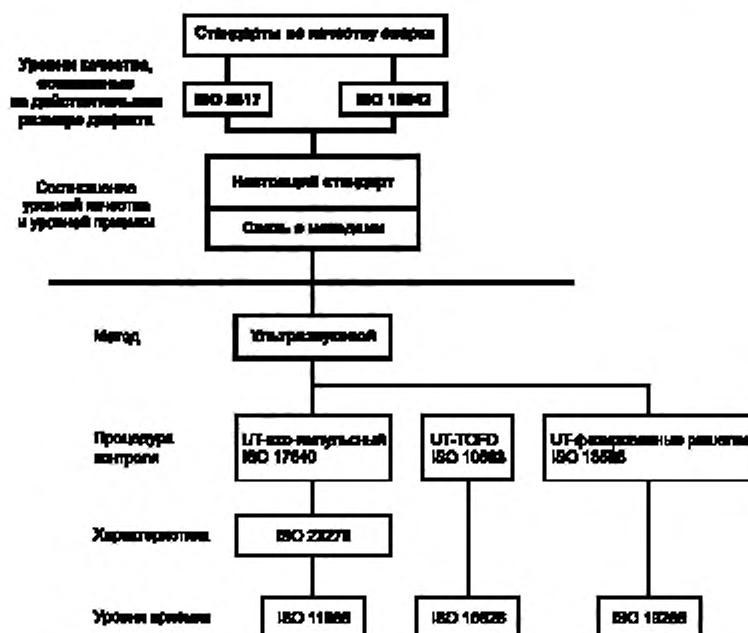 Стандарты по качеству сварки
Уровни качества,
основанные
на действительном
размере дефекта
ISO 5817
ISO 10042
Соотношение
уровней качества
и уровней приемки
Настоящий стандарт
Связь с методами
Метод
Ультразвуковой
Процедура
контроля
UT-эхо-импульсный
ISO 17640
UT-TOFD
ISO 10863
UT-фазированные решетки
ISO 13588
Характеристика
ISO 23279
Уровни приемки
ISO 11666
ISO 15626
ISO 19285